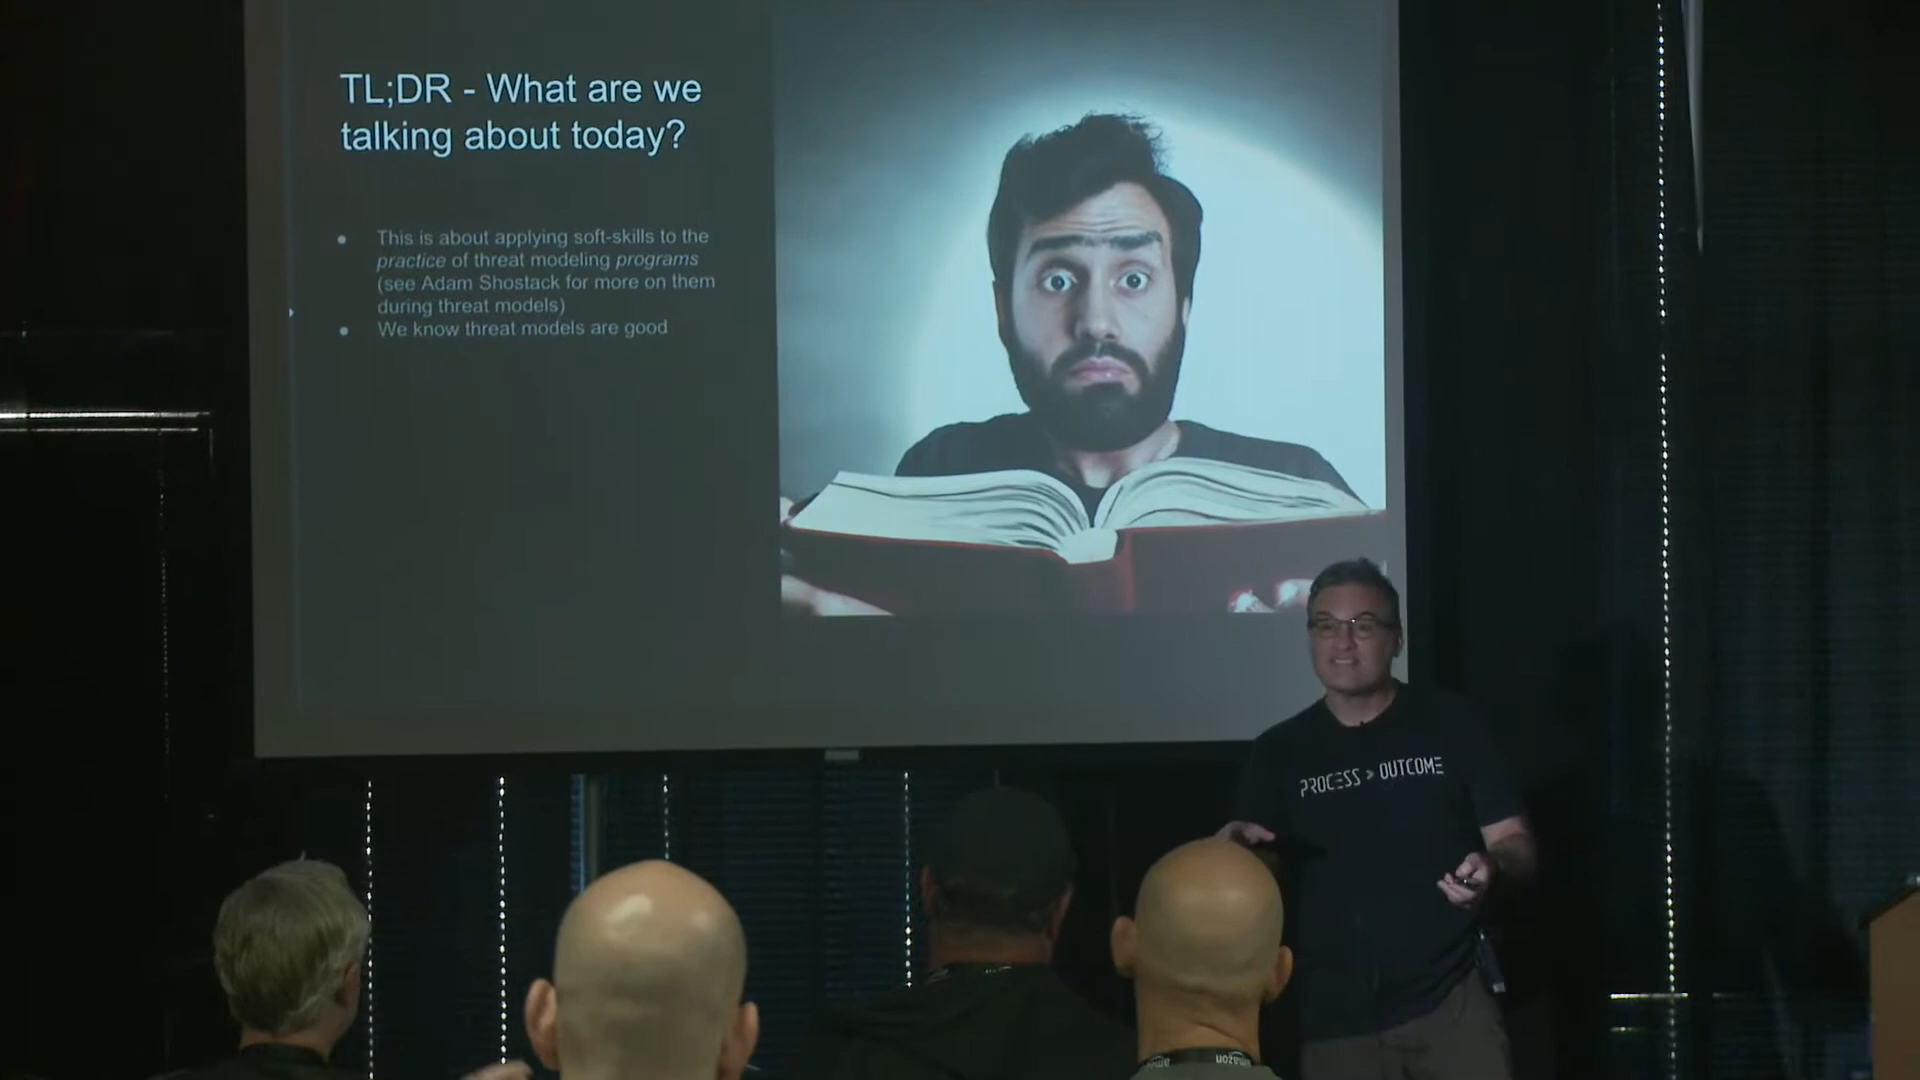 TL;DR - What are we
talking about today?
This is about applying soft-skills to the
practice of threat modeling programs
(see Adam Shostack for more on them
during threat models)
We know threat models are good
PROCESS > OUTCOME
amazon